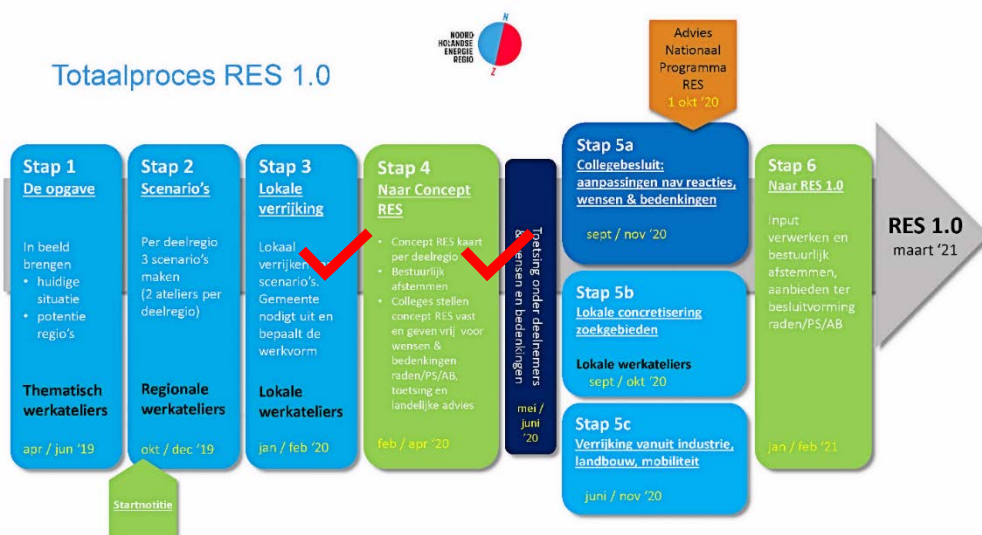 Totaalproces RES 1.0
NOORD
HOLLANDSE
ENERGIE
REGIO
N
Z
Advies
Nationaal
Programma
RES
1 okt '20
Stap 1
De opgave
In beeld
brengen
• huidige
situatie
• potentie
regio's
Thematisch
werkateliers
apr / jun '19
Stap 2
Scenario's
Per deelregio
3 scenario's
maken
(2 ateliers per
deelregio)
Regionale
werkateliers
okt / dec '19
Startnotitie
Stap 3
Lokale
verrijking
Lokaal
verrijken
scenario's.
Gemeente
nodigt uit en
bepaalt de
werkvorm
Lokale
werkateliers
jan / feb '20
Stap 4
Naar Concept
RES
• Concept RES kaart
per deelregio
• Bestuurlijk
afstemmen
• Colleges stellen
concept RES vast
en geven vrij voor
wensen &
bedenkingen
raden/PS/AB,
toetsing en
landelijke advies
feb / apr '20
Toetsing onder deelnemers
& wensen en bedenkingen
mei /
juni
'20
Stap 5a
Collegebesluit:
aanpassingen nav reacties,
wensen & bedenkingen
sept / nov '20
Stap 5b
Lokale concretisering
zoekgebieden
Lokale werkateliers
sept / okt '20
Stap 5c
Verrijking vanuit industrie,
landbouw, mobiliteit
juni / nov '20
Stap 6
Naar RES 1.0
Input
verwerken en
bestuurlijk
afstemmen,
aanbieden ter
besluitvorming
raden/PS/AB
jan / feb '21
RES 1.0
maart '21